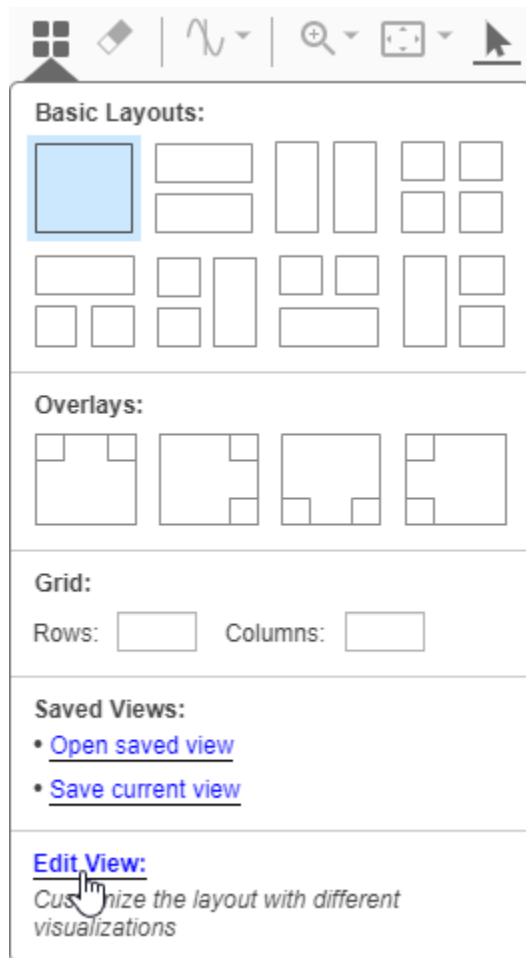 Basic Layouts:
Overlays:
Grid:
Rows: Columns:
Saved Views:
• Open saved view
• Save current view
Edit View:
Customize the layout with different
visualizations